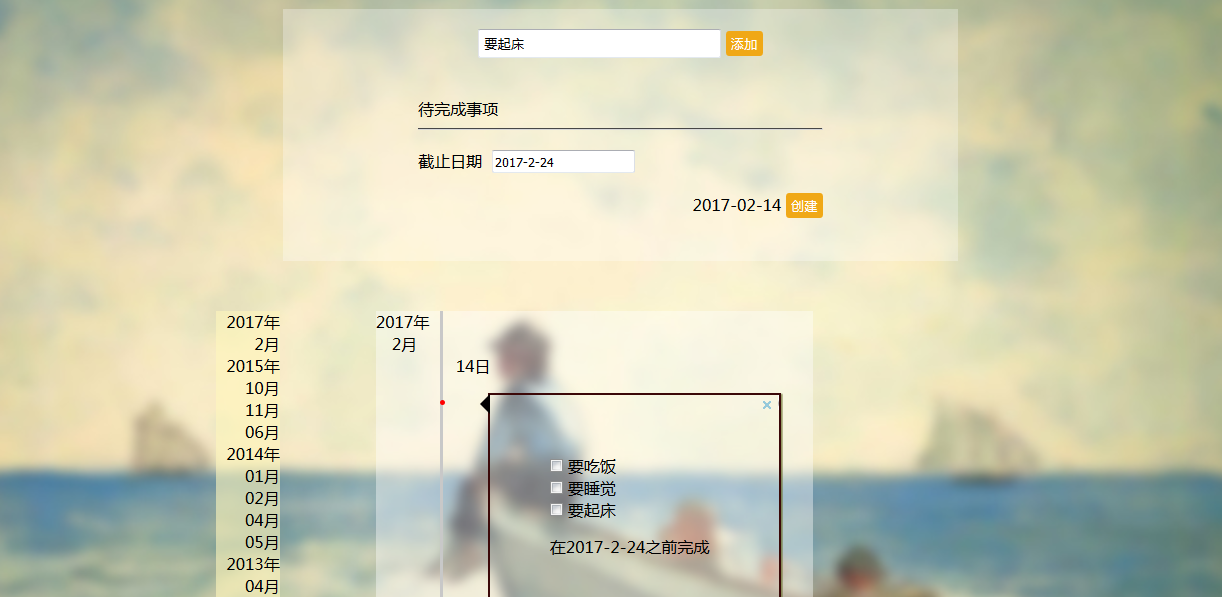 要起床 添加
待完成事项
截止日期 2017-2-24
2017-02-14 创建
2017年
2月
2015年
10月
11月
06月
2014年
01月
02月
04月
05月
2013年
04月
2017年
2月
14日
×
要吃饭
要睡觉
要起床
在2017-2-24之前完成